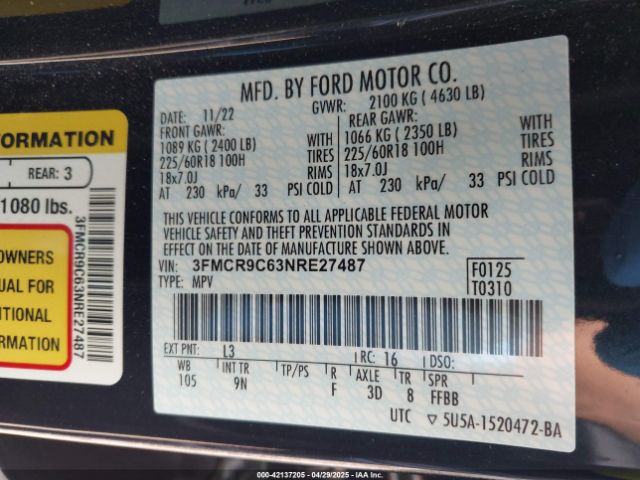 MFD. BY FORD MOTOR CO.
DATE: 11/22 GVWR: 2100 KG ( 4630 LB)
FRONT GAWR: REAR GAWR:
1089 KG ( 2400 LB) WITH 1066 KG ( 2350 LB) WITH
225/60R18 100H TIRES 225/60R18 100H TIRES
18x7.0J RIMS 18x7.0J RIMS
AT 230 kPa/ 33 PSI COLD AT 230 kPa/ 33 PSI COLD
THIS VEHICLE CONFORMS TO ALL APPLICABLE FEDERAL MOTOR
VEHICLE SAFETY AND THEFT PREVENTION STANDARDS IN
EFFECT ON THE DATE OF MANUFACTURE SHOWN ABOVE.
VIN: 3FMCR9C63NRE27487 F0125
TYPE: MPV T0310
EXT PNT: L3 RC: 16 DSO:
WB INT TR TP/PS R AXLE TR SPR
105 9N F 3D 8 FFBB
UTC ▽ 5U5A-1520472-BA
FORMATION
REAR: 3
1080 lbs.
OWNERS
UAL FOR
ITIONAL
RMATION
3FMCR9C63NRE27487
000-42137205 - 04/29/2025 - IAAI Corporate